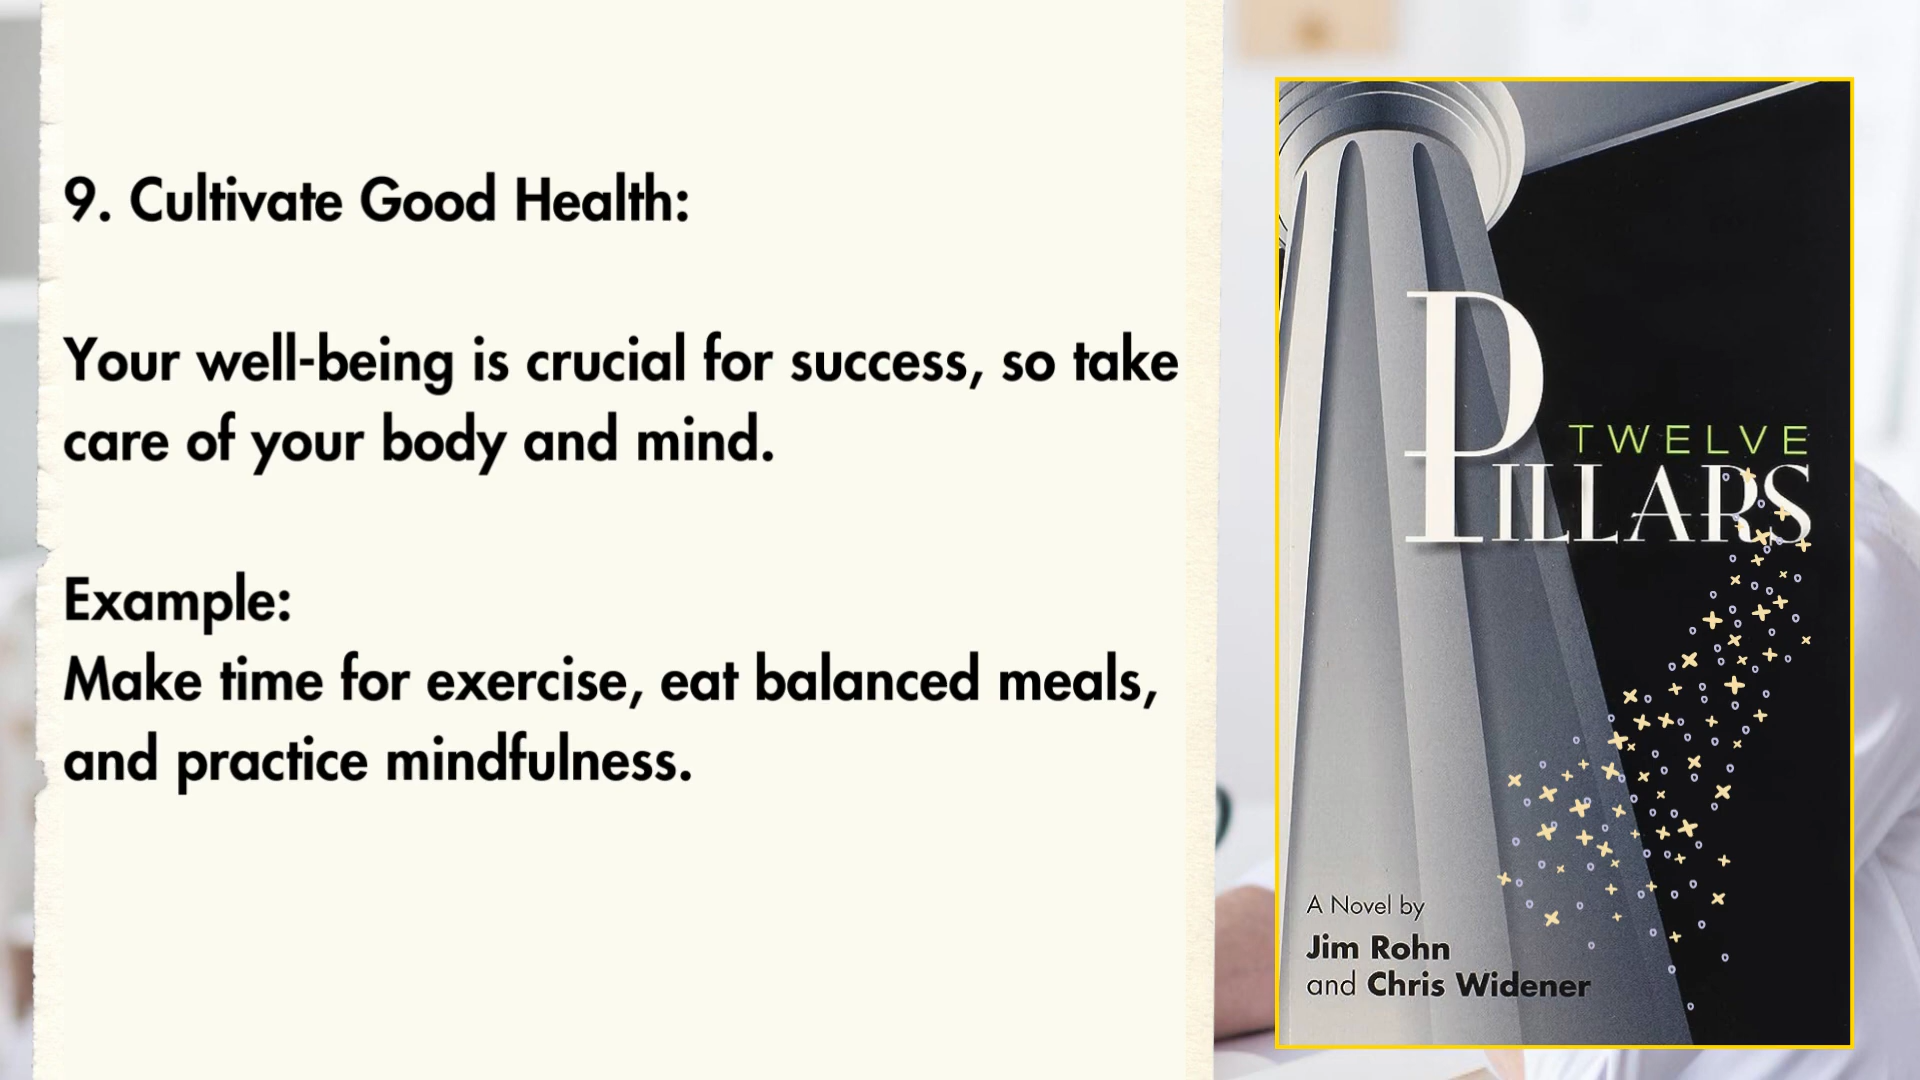 9. Cultivate Good Health:
Your well-being is crucial for success, so take
care of your body and mind.
Example:
Make time for exercise, eat balanced meals,
and practice mindfulness.
TWELVE
PILLARS
A Novel by
Jim Rohn
and Chris Widener